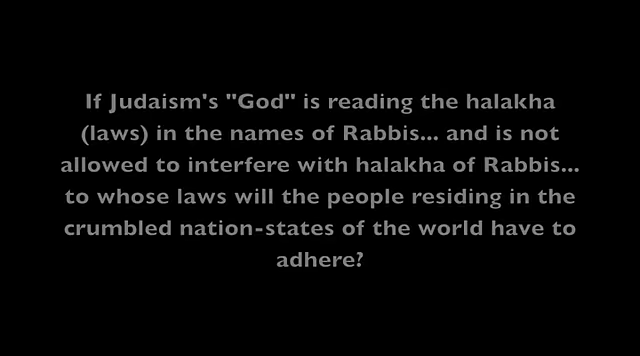 If Judaism's "God" is reading the halakha
(laws) in the names of Rabbis... and is not
allowed to interfere with halakha of Rabbis...
to whose laws will the people residing in the
crumbled nation-states of the world have to
adhere?